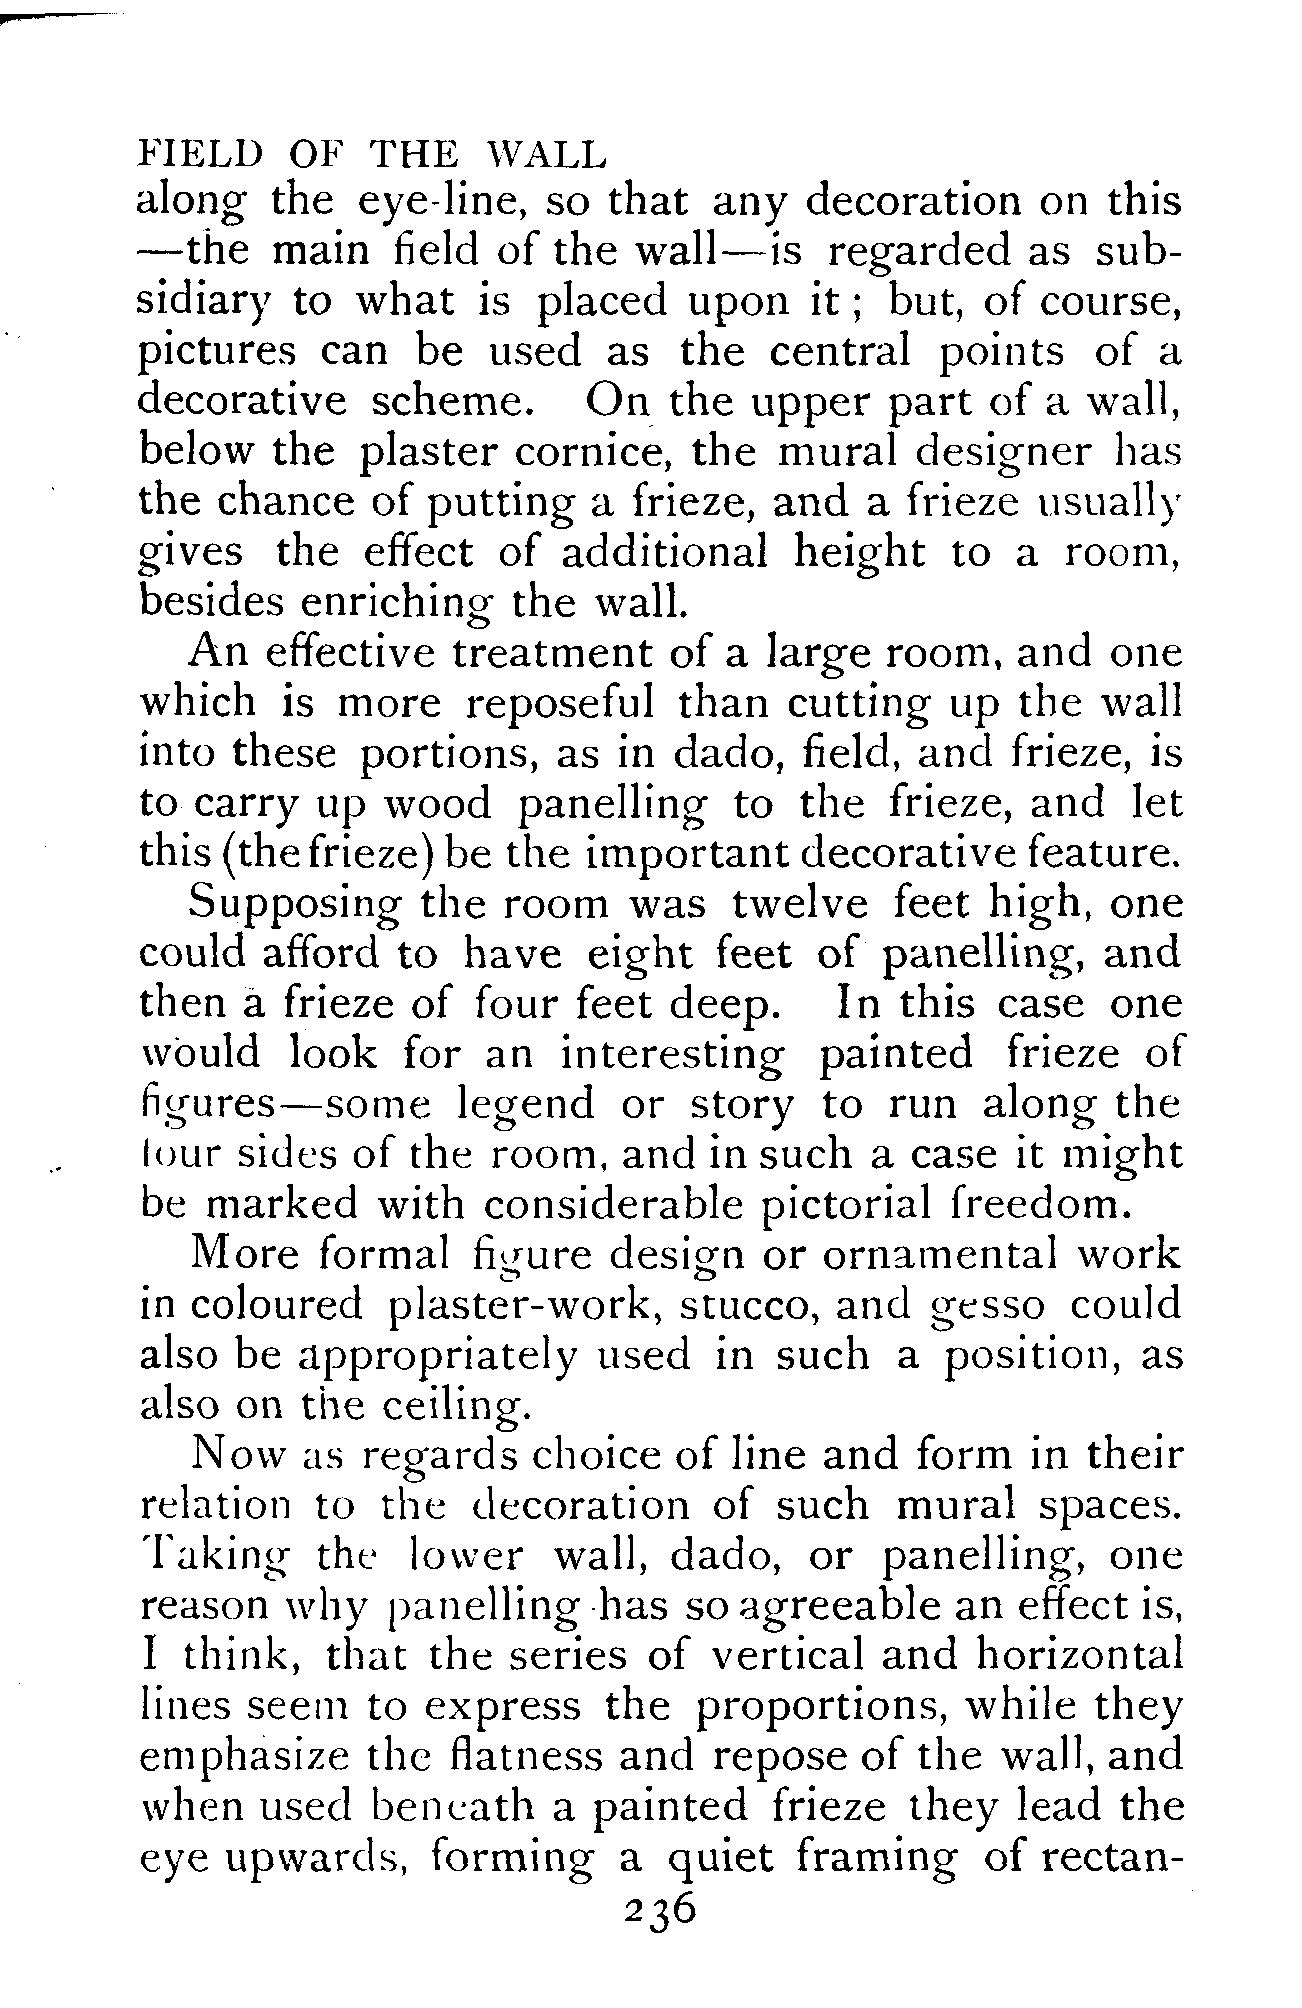 FIELD OF THE WALL
along the eye-line, so that any decoration on this
—the main field of the wall—is regarded as sub-
sidiary to what is placed upon it ; but, of course,
pictures can be used as the central points of a
decorative scheme. On the upper part of a wall,
below the plaster cornice, the mural designer has
the chance of putting a frieze, and a frieze usually
gives the effect of additional height to a room,
besides enriching the wall.
An effective treatment of a large room, and one
which is more reposeful than cutting up the wall
into these portions, as in dado, field, and frieze, is
to carry up wood panelling to the frieze, and let
this (the frieze) be the important decorative feature.
Supposing the room was twelve feet high, one
could afford to have eight feet of panelling, and
then a frieze of four feet deep. In this case one
would look for an interesting painted frieze of
figures—some legend or story to run along the
four sides of the room, and in such a case it might
be marked with considerable pictorial freedom.
More formal figure design or ornamental work
in coloured plaster-work, stucco, and gesso could
also be appropriately used in such a position, as
also on the ceiling.
Now as regards choice of line and form in their
relation to the decoration of such mural spaces.
Taking the lower wall, dado, or panelling, one
reason why panelling has so agreeable an effect is,
I think, that the series of vertical and horizontal
lines seem to express the proportions, while they
emphasize the flatness and repose of the wall, and
when used beneath a painted frieze they lead the
eye upwards, forming a quiet framing of rectan-
236